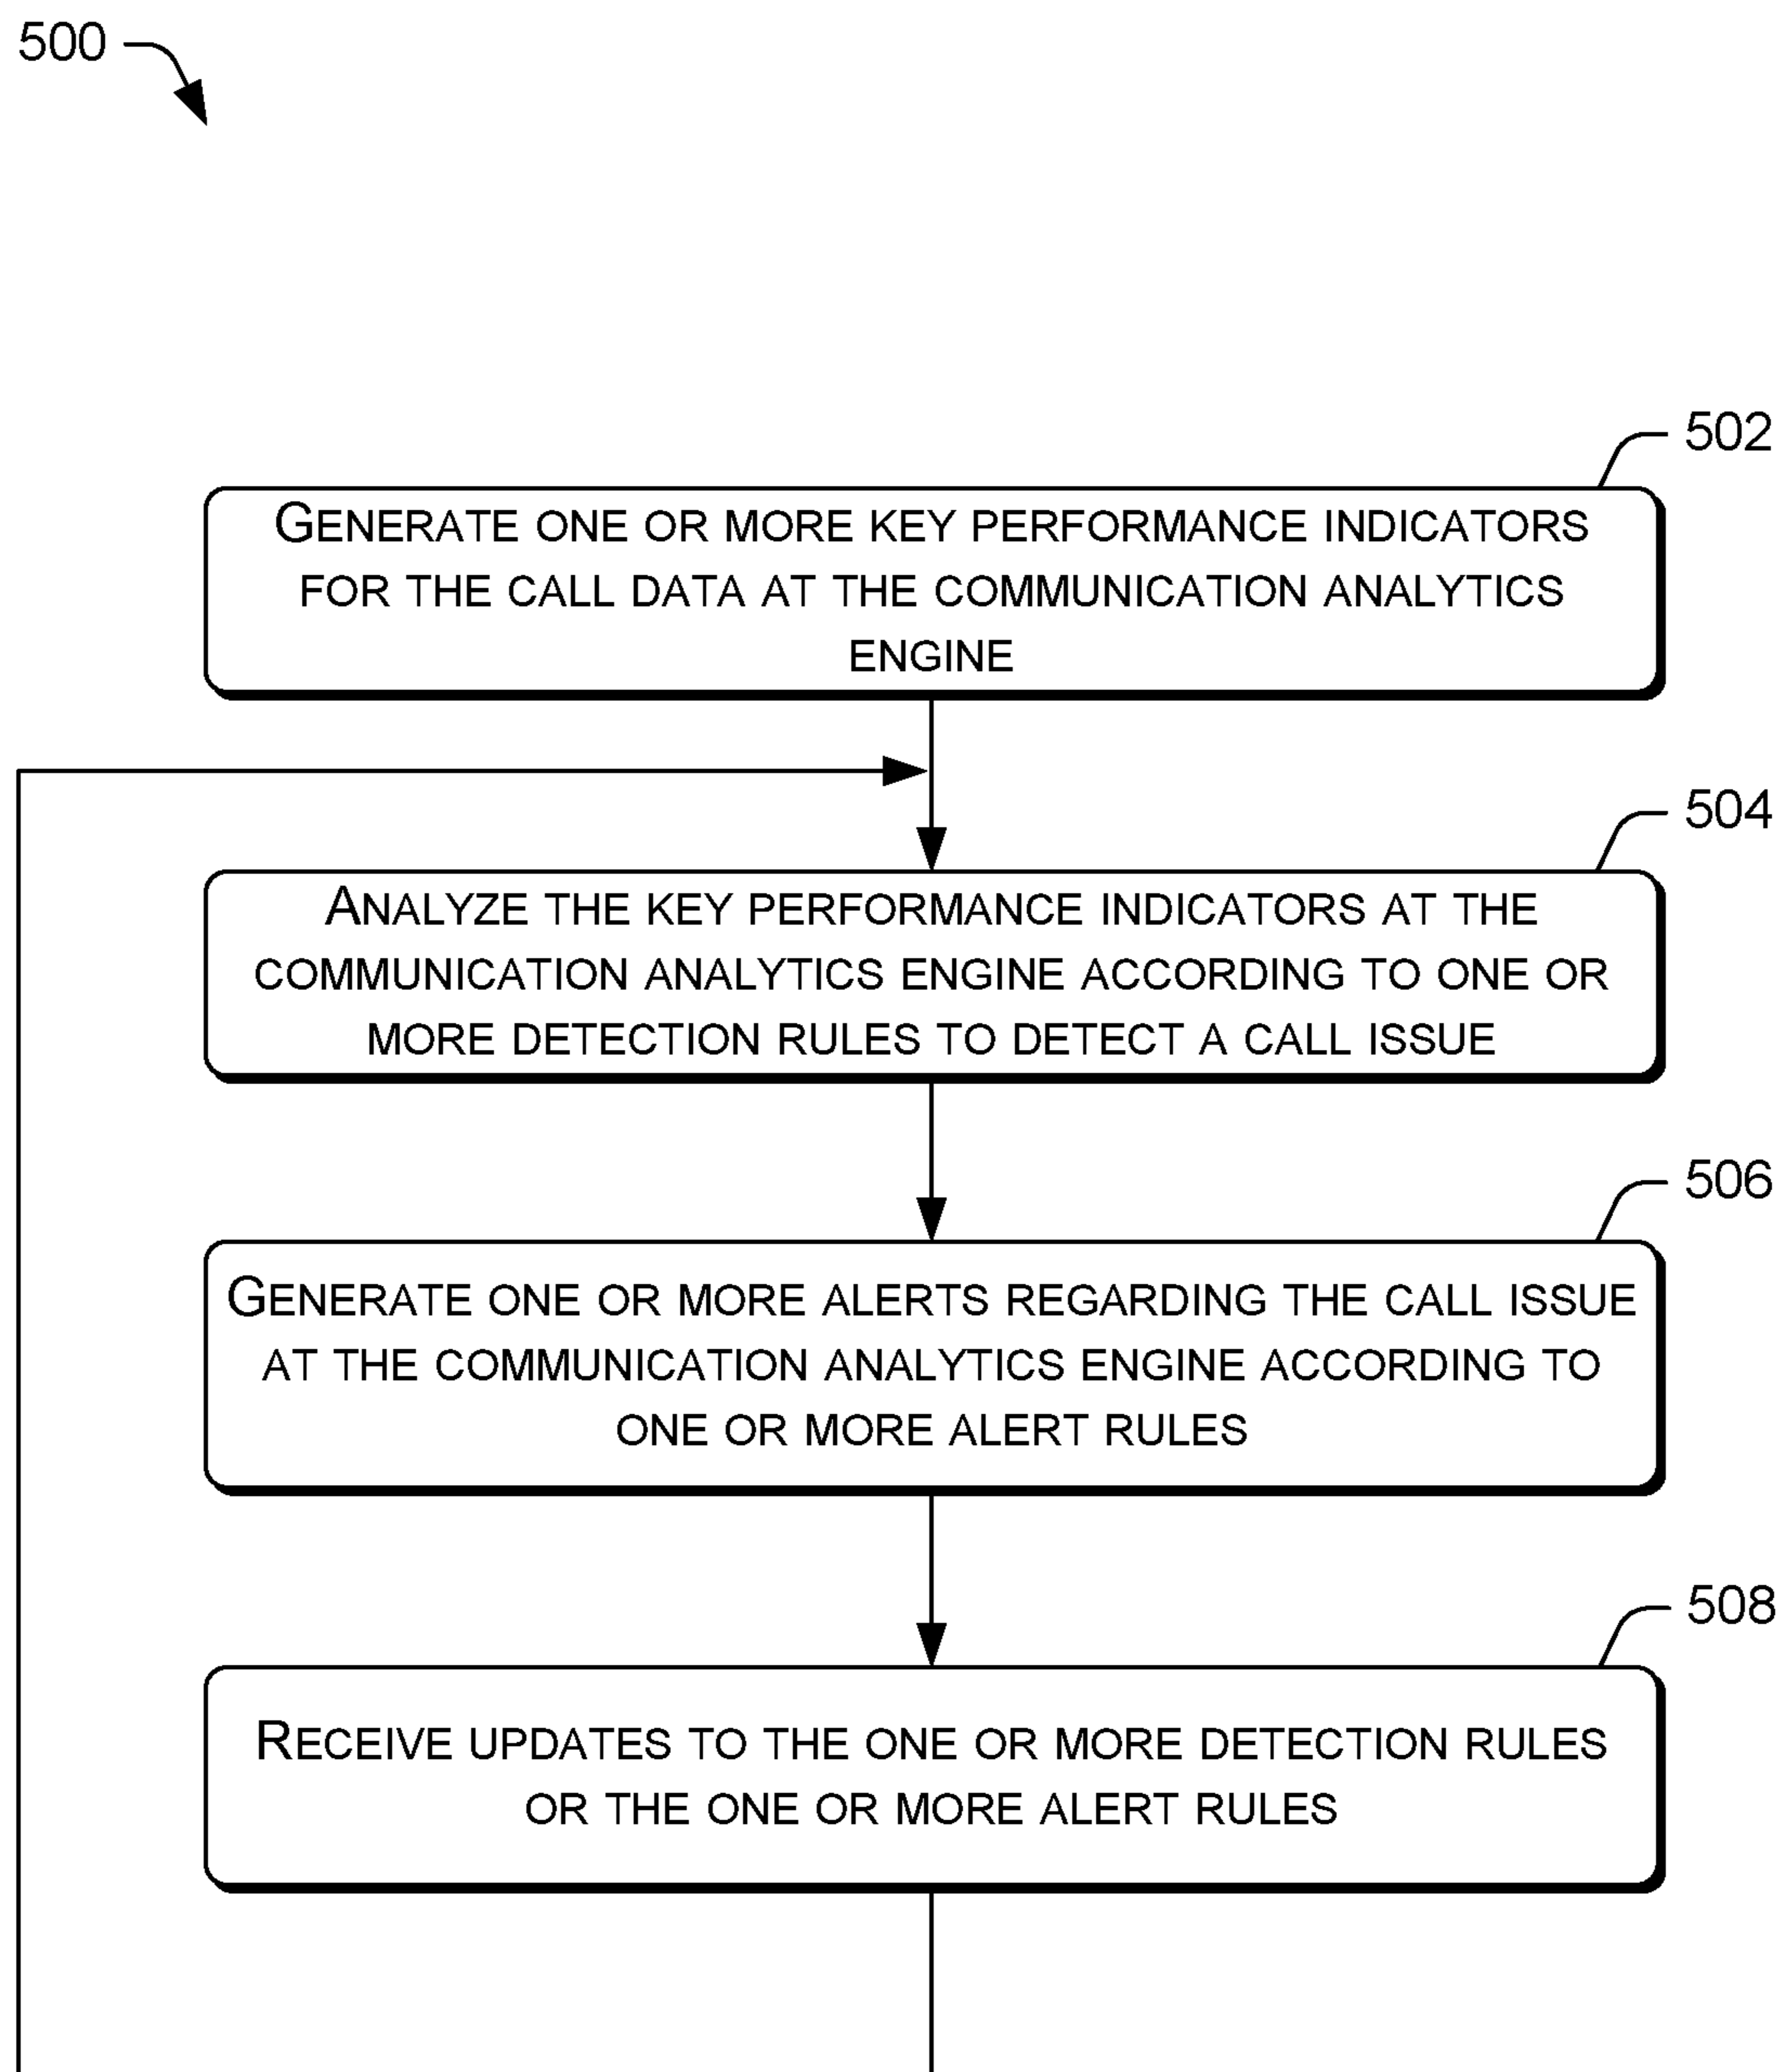 500
502
GENERATE ONE OR MORE KEY PERFORMANCE INDICATORS
FOR THE CALL DATA AT THE COMMUNICATION ANALYTICS
ENGINE
504
ANALYZE THE KEY PERFORMANCE INDICATORS AT THE
COMMUNICATION ANALYTICS ENGINE ACCORDING TO ONE OR
MORE DETECTION RULES TO DETECT A CALL ISSUE
506
GENERATE ONE OR MORE ALERTS REGARDING THE CALL ISSUE
AT THE COMMUNICATION ANALYTICS ENGINE ACCORDING TO
ONE OR MORE ALERT RULES
508
RECEIVE UPDATES TO THE ONE OR MORE DETECTION RULES
OR THE ONE OR MORE ALERT RULES